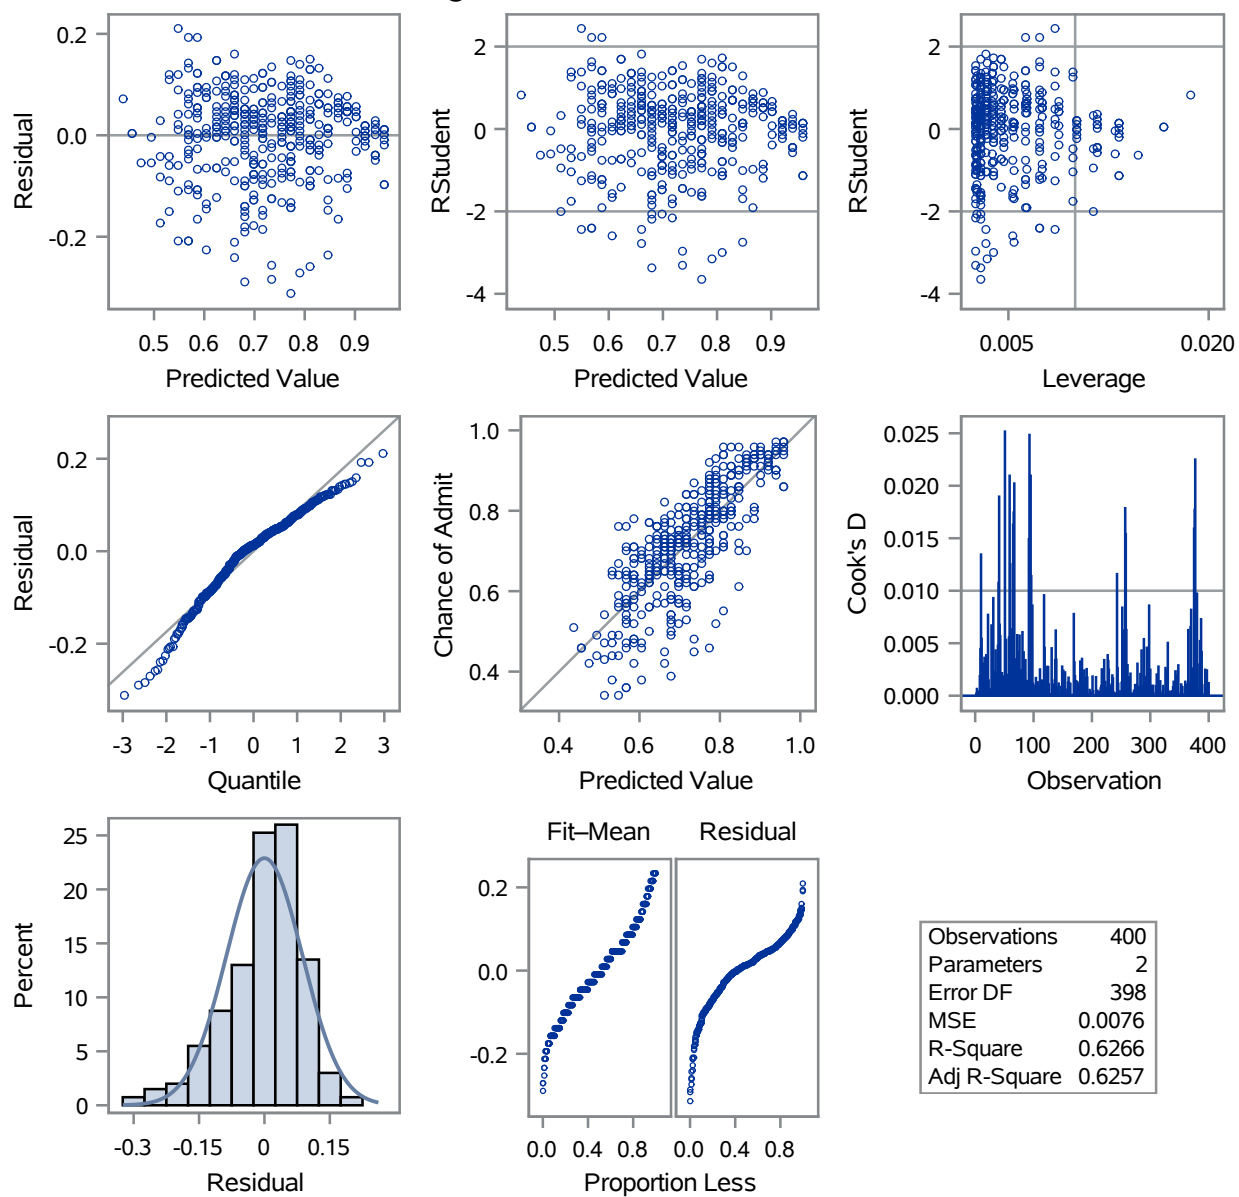 0.2
0.0
-0.2
Residual
0.5 0.6 0.7 0.8 0.9
Predicted Value
2
0
-2
-4
RStudent
0.5 0.6 0.7 0.8 0.9
Predicted Value
2
0
-2
-4
RStudent
0.005 0.020
Leverage
0.2
0.0
-0.2
Residual
-3 -2 -1 0 1 2 3
Quantile
1.0
0.8
0.6
0.4
Chance of Admit
0.4 0.6 0.8 1.0
Predicted Value
0.025
0.020
0.015
0.010
0.005
0.000
Cook's D
0 100 200 300 400
Observation
25
20
15
10
5
0
Percent
-0.3 -0.15 0 0.15
Residual
Fit–Mean Residual
0.2
0.0
-0.2
0.0 0.4 0.8 0.0 0.4 0.8
Proportion Less
Observations 400
Parameters 2
Error DF 398
MSE 0.0076
R-Square 0.6266
Adj R-Square 0.6257